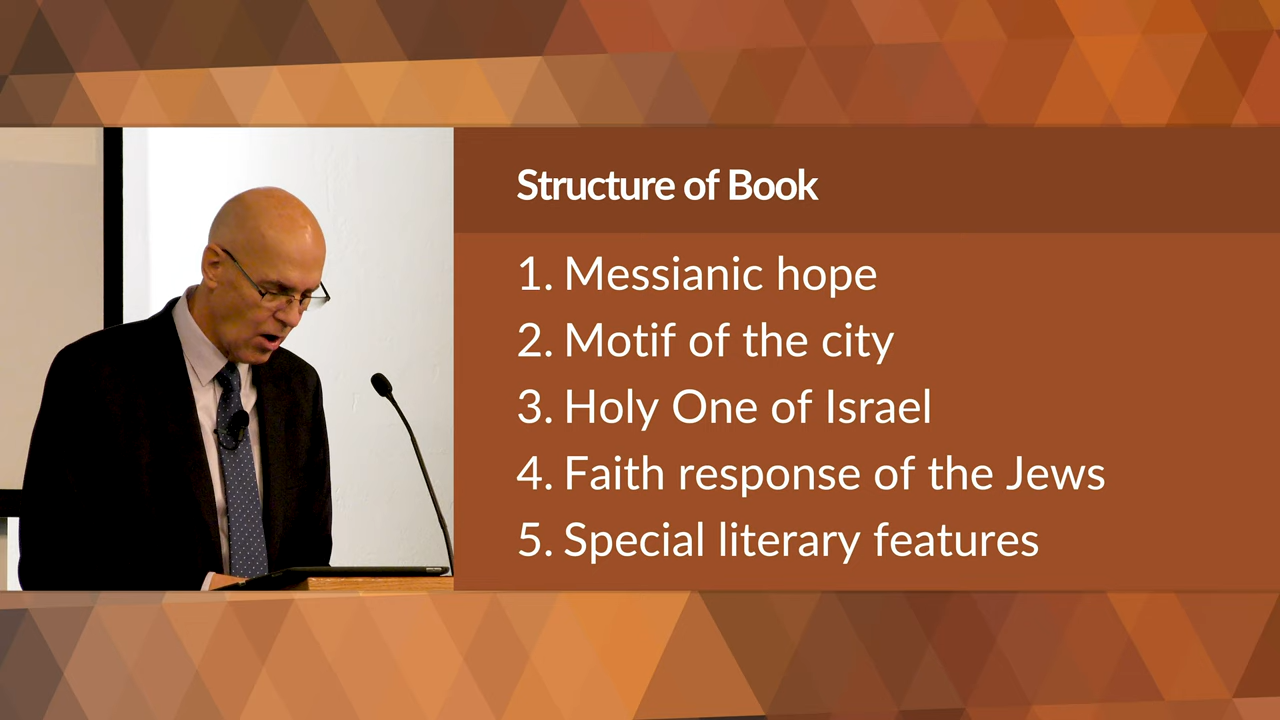 Structure of Book
1. Messianic hope
2. Motif of the city
3. Holy One of Israel
4. Faith response of the Jews
5. Special literary features